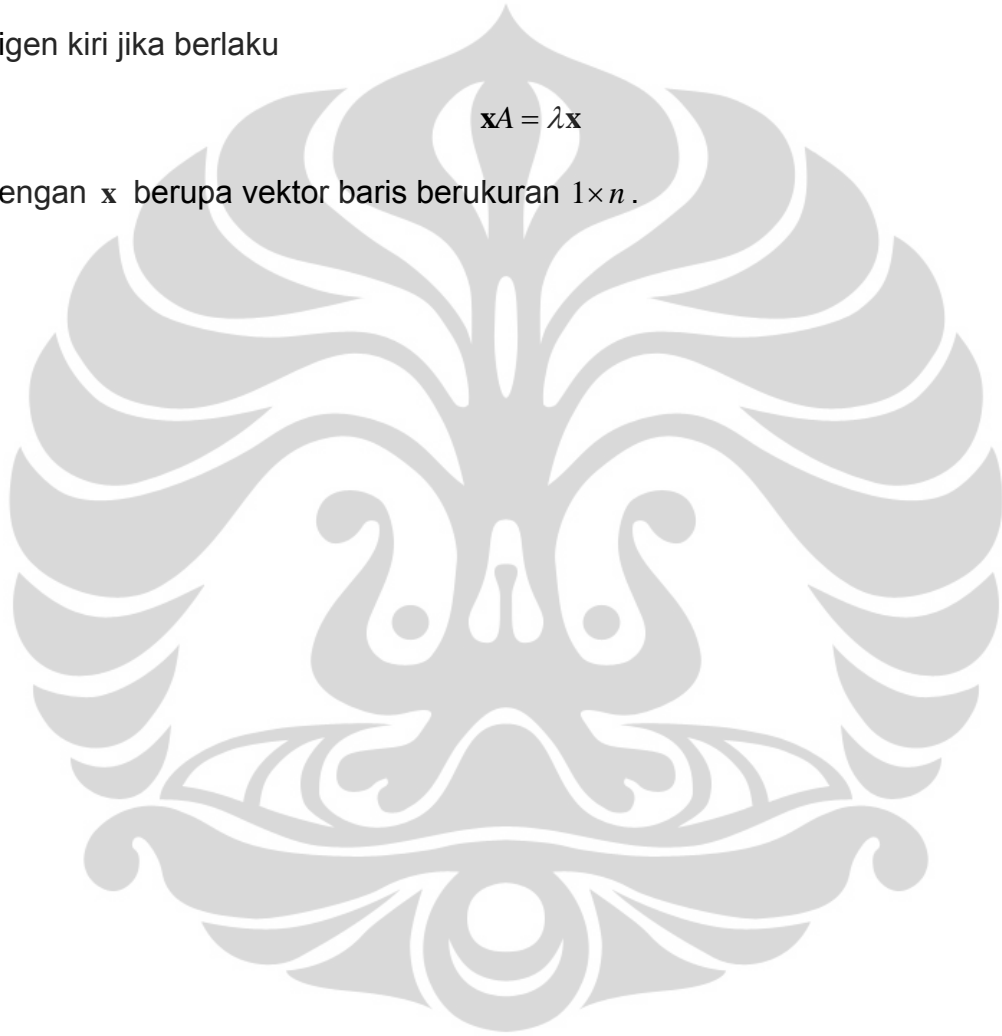 igen kiri jika berlaku
xA = λx
engan x berupa vektor baris berukuran 1× n .